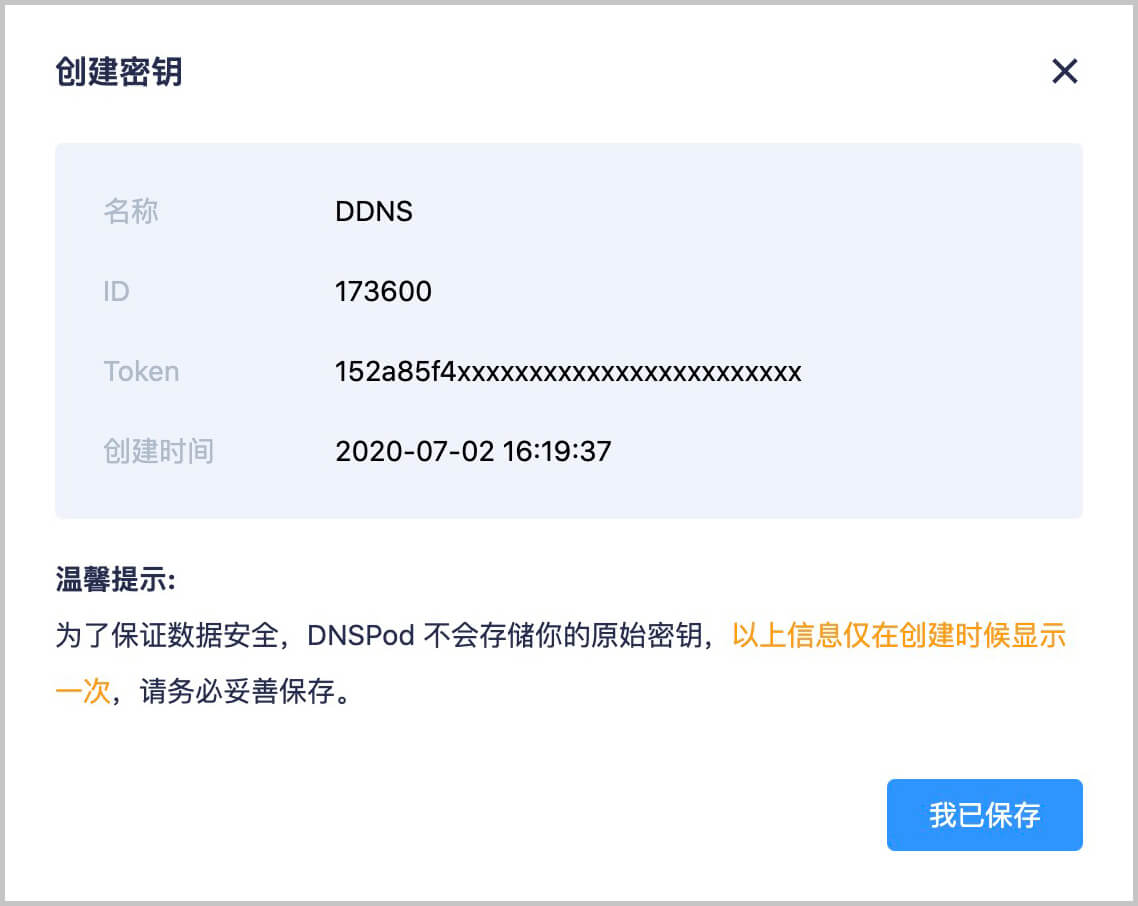 创建密钥
名称 DDNS
ID 173600
Token 152a85f4xxxxxxxxxxxxxxxxxxxxxxxx
创建时间 2020-07-02 16:19:37
温馨提示:
为了保证数据安全，DNSPod 不会存储你的原始密钥，以上信息仅在创建时候显示
一次，请务必妥善保存。
我已保存